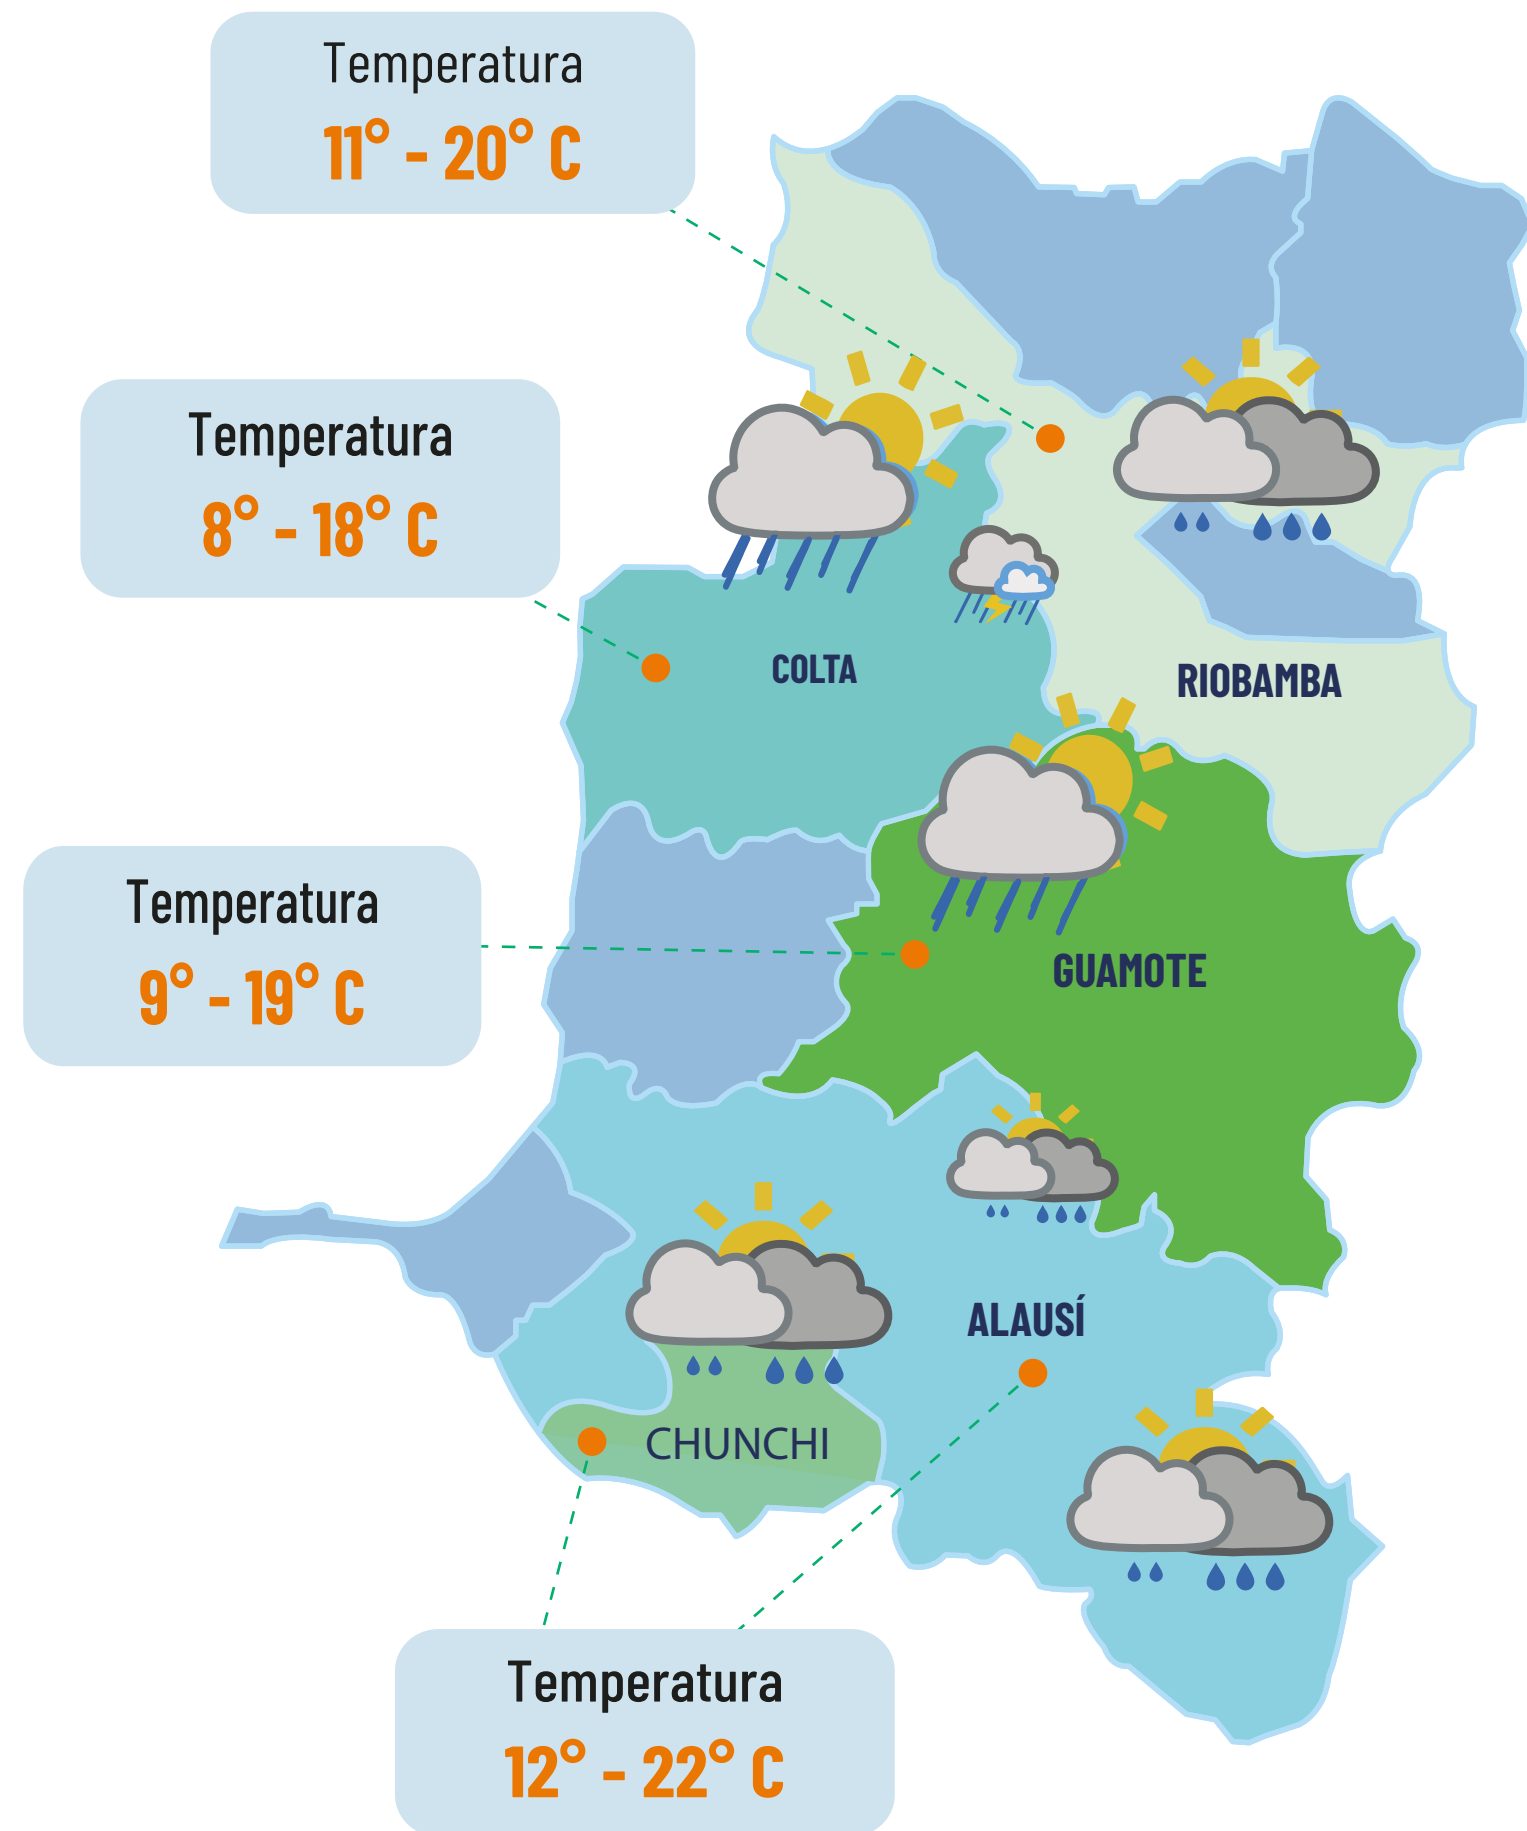 Temperatura
11° - 20° C
Temperatura
8° - 18° C
COLTA
RIOBAMBA
Temperatura
9° - 19° C
GUAMOTE
ALAUSÍ
CHUNCHI
Temperatura
12° - 22° C